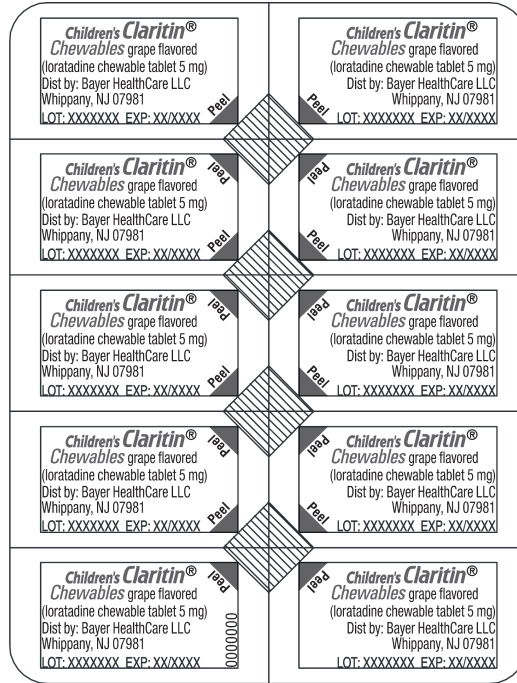 Children's Claritin®
Chewables grape flavored
(loratadine chewable tablet 5 mg)
Dist by: Bayer HealthCare LLC
Whippany, NJ 07981
LOT: XXXXXXX EXP: XX/XXXX
Peel
Children's Claritin®
Chewables grape flavored
(loratadine chewable tablet 5 mg)
Dist by: Bayer HealthCare LLC
Whippany, NJ 07981
LOT: XXXXXXX EXP: XX/XXXX
Peel
Children's Claritin®
Chewables grape flavored
(loratadine chewable tablet 5 mg)
Dist by: Bayer HealthCare LLC
Whippany, NJ 07981
LOT: XXXXXXX EXP: XX/XXXX
Peel
Peel
Children's Claritin®
Chewables grape flavored
(loratadine chewable tablet 5 mg)
Dist by: Bayer HealthCare LLC
Whippany, NJ 07981
LOT: XXXXXXX EXP: XX/XXXX
Peel
Peel
Children's Claritin®
Chewables grape flavored
(loratadine chewable tablet 5 mg)
Dist by: Bayer HealthCare LLC
Whippany, NJ 07981
LOT: XXXXXXX EXP: XX/XXXX
Peel
Peel
Children's Claritin®
Chewables grape flavored
(loratadine chewable tablet 5 mg)
Dist by: Bayer HealthCare LLC
Whippany, NJ 07981
LOT: XXXXXXX EXP: XX/XXXX
Peel
Peel
Children's Claritin®
Chewables grape flavored
(loratadine chewable tablet 5 mg)
Dist by: Bayer HealthCare LLC
Whippany, NJ 07981
LOT: XXXXXXX EXP: XX/XXXX
Peel
Peel
Children's Claritin®
Chewables grape flavored
(loratadine chewable tablet 5 mg)
Dist by: Bayer HealthCare LLC
Whippany, NJ 07981
LOT: XXXXXXX EXP: XX/XXXX
Peel
Peel
Children's Claritin®
Chewables grape flavored
(loratadine chewable tablet 5 mg)
Dist by: Bayer HealthCare LLC
Whippany, NJ 07981
LOT: XXXXXXX EXP: XX/XXXX
Peel
0000000
Children's Claritin®
Chewables grape flavored
(loratadine chewable tablet 5 mg)
Dist by: Bayer HealthCare LLC
Whippany, NJ 07981
LOT: XXXXXXX EXP: XX/XXXX
Peel